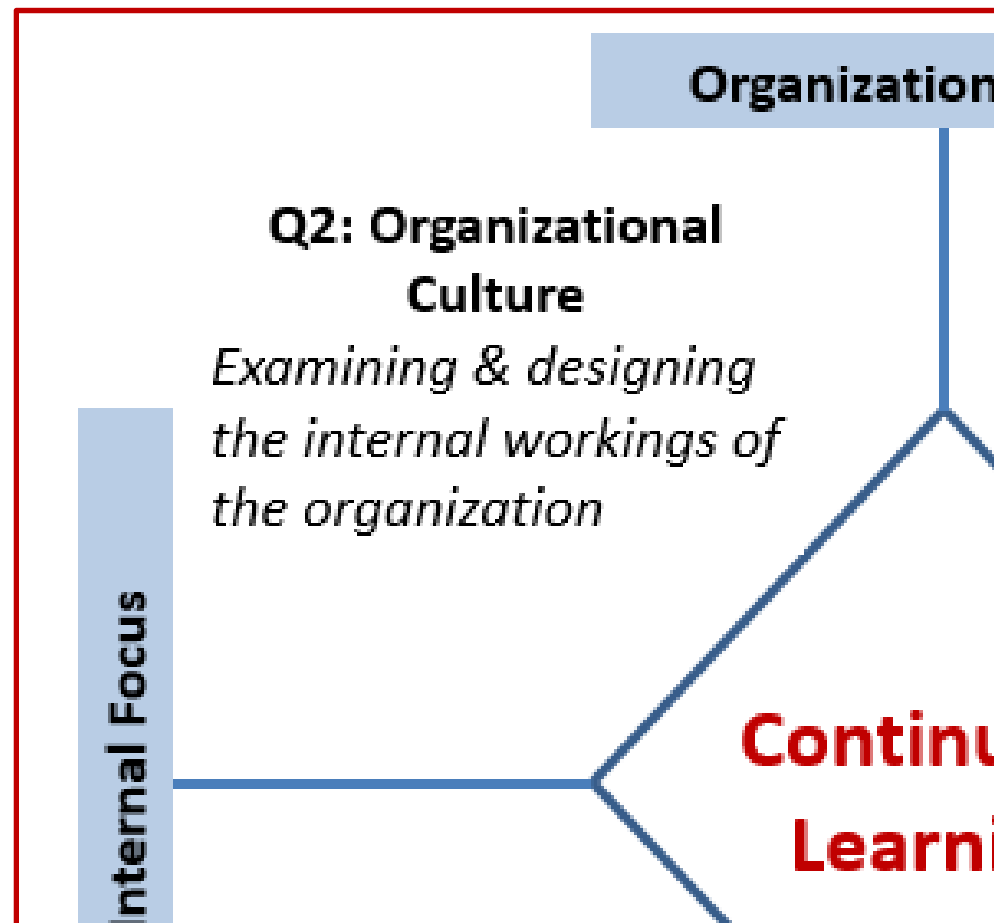 Organization
Q2: Organizational
Culture
Examining & designing
the internal workings of
the organization
Internal Focus